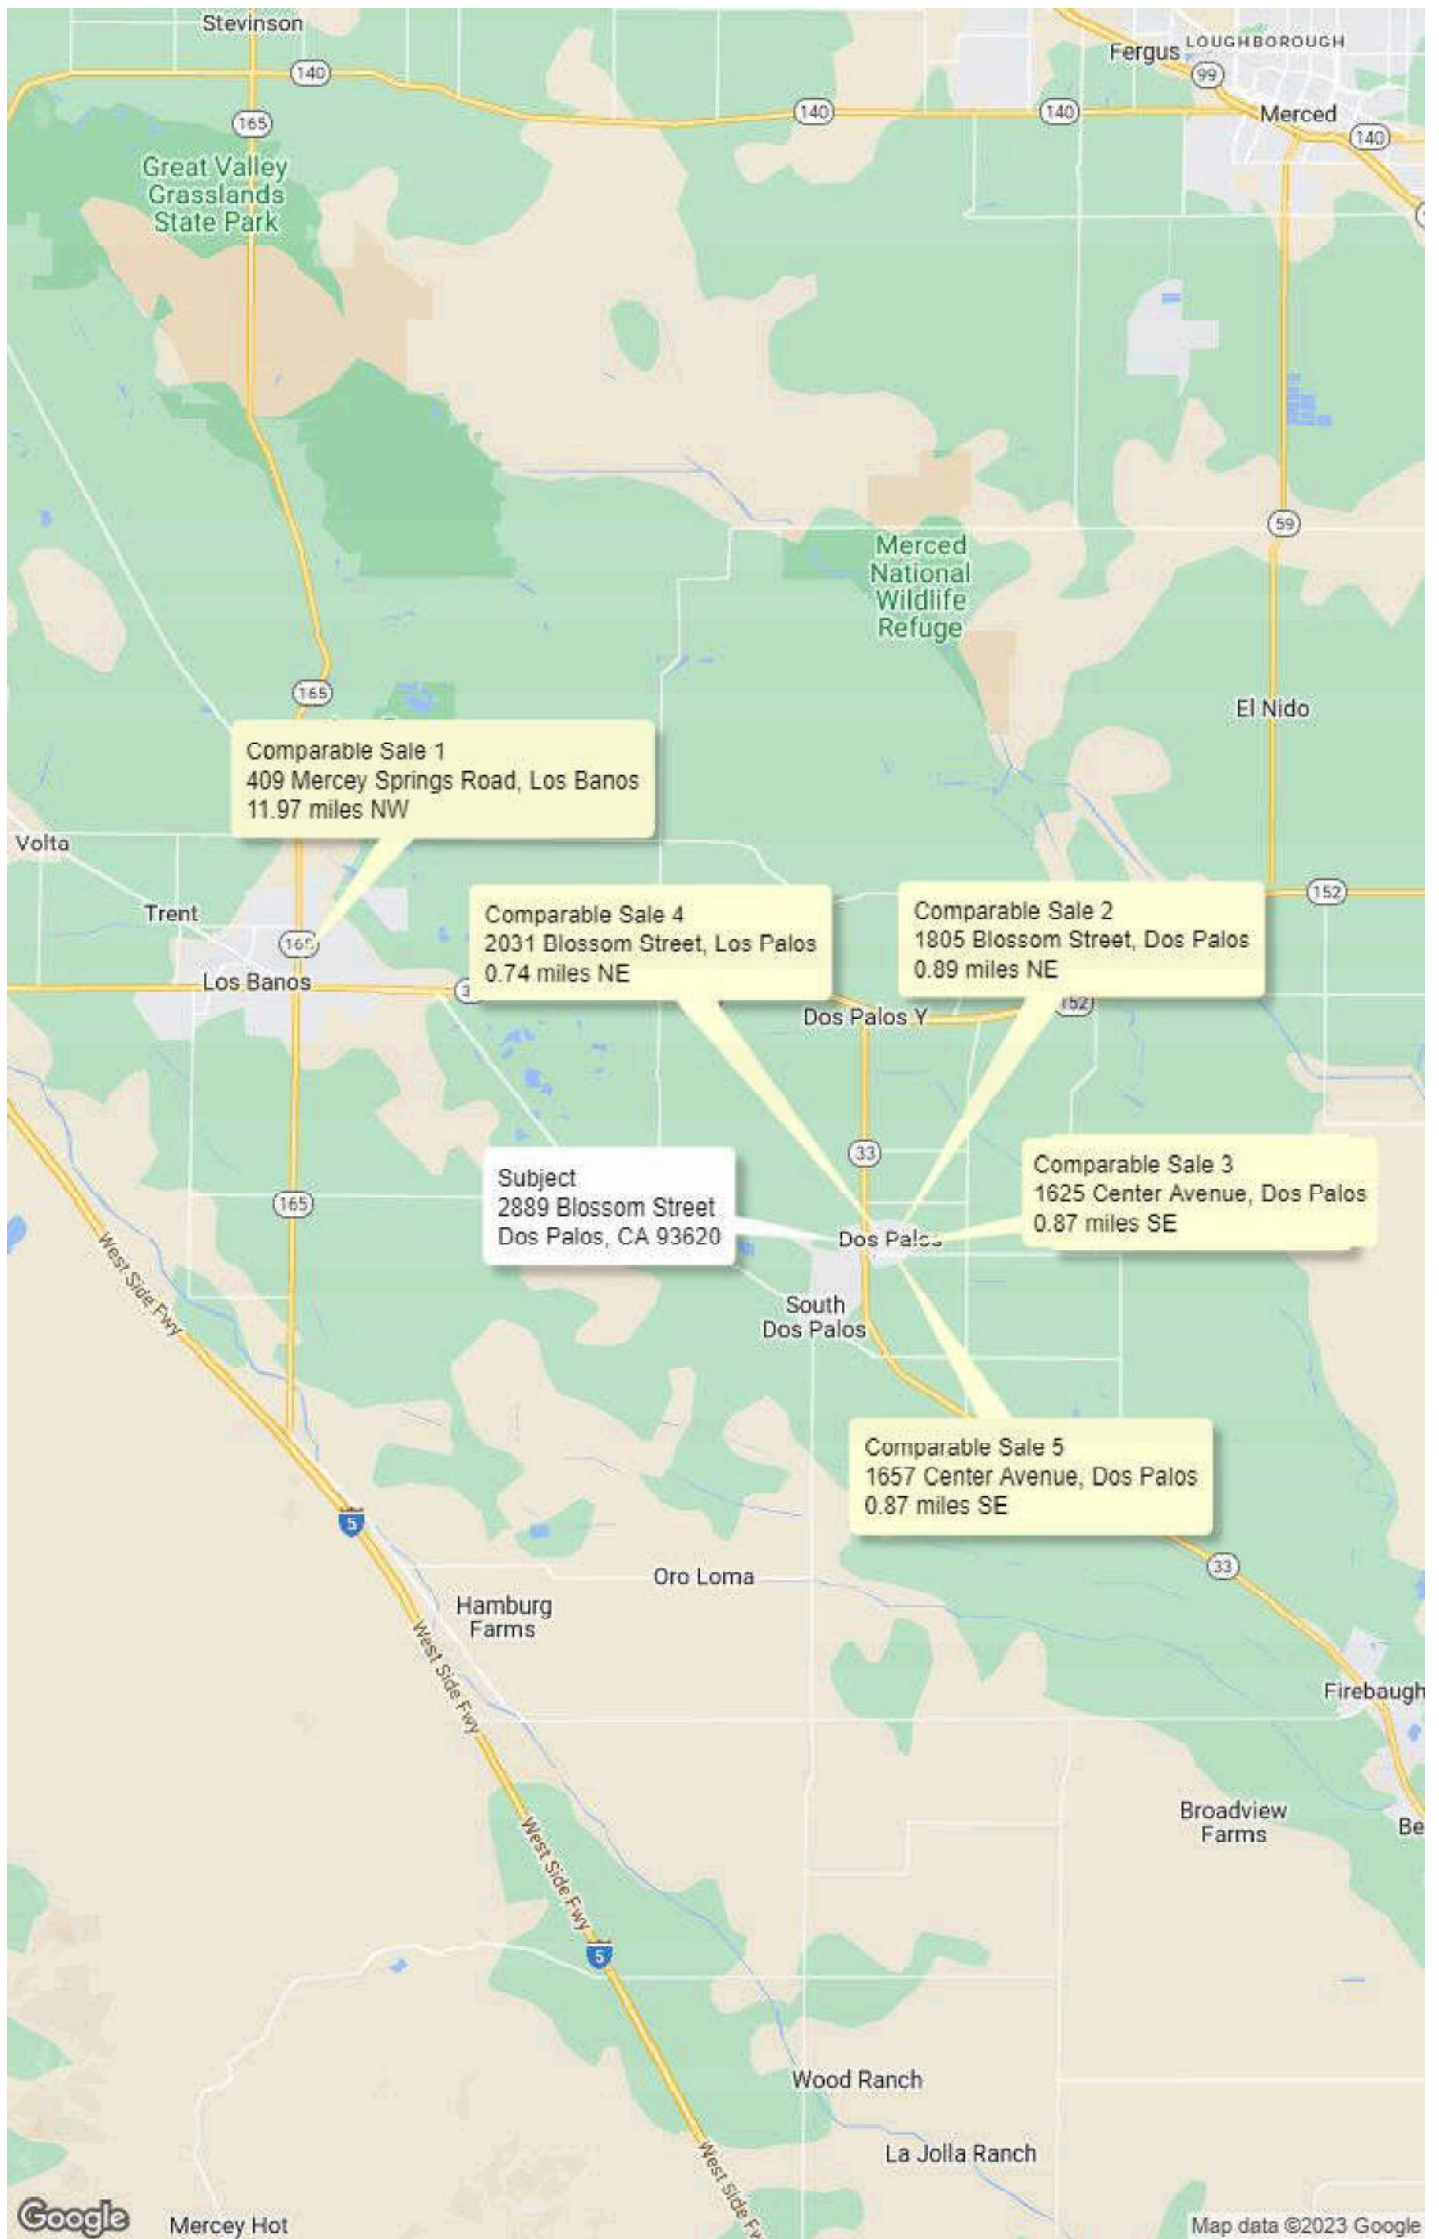 Stevinson
Fergus
LOUGHBOROUGH
99
140
165
140
140
Merced
140
Great Valley
Grasslands
State Park
59
Merced
National
Wildlife
Refuge
165
El Nido
Comparable Sale 1
409 Mercey Springs Road, Los Banos
11.97 miles NW
Volta
Trent
165
Los Banos
Comparable Sale 4
2031 Blossom Street, Los Palos
0.74 miles NE
Comparable Sale 2
1805 Blossom Street, Dos Palos
0.89 miles NE
152
152
Dos Palos Y
33
Subject
2889 Blossom Street
Dos Palos, CA 93620
Comparable Sale 3
1625 Center Avenue, Dos Palos
0.87 miles SE
165
Dos Palos
West Side Fwy
South
Dos Palos
Comparable Sale 5
1657 Center Avenue, Dos Palos
0.87 miles SE
5
33
Oro Loma
Hamburg
Farms
West Side Fwy
Firebaugh
Broadview
Farms
Be
West Side Fwy
5
Wood Ranch
La Jolla Ranch
West Side Fw
Google
Mercey Hot
Map data ©2023 Google